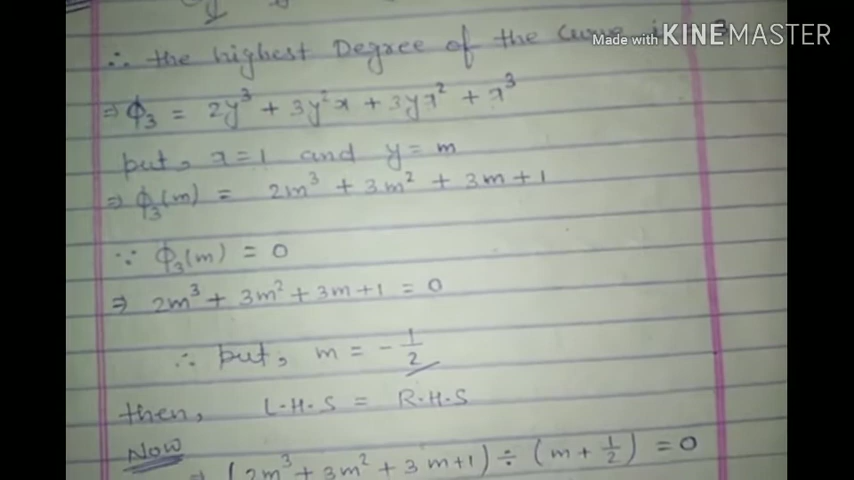 Made with KINEMASTER
∴ the highest Degree of the curve
⇒ ϕ₃ = 2y³ + 3y²x + 3yx² + x³
put, x = 1 and y = m
⇒ ϕ₃(m) = 2m³ + 3m² + 3m + 1
∵ ϕ₃(m) = 0
⇒ 2m³ + 3m² + 3m + 1 = 0
∴ put, m = - 1/2
then, L.H.S = R.H.S
Now
⇒ (2m³ + 3m² + 3m + 1) ÷ (m + 1/2) = 0